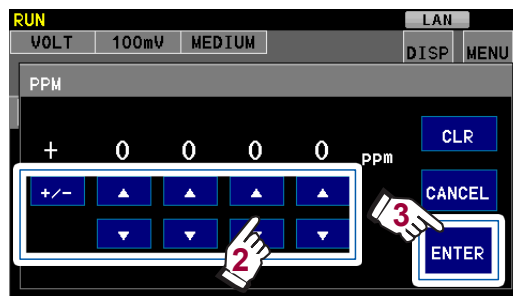 RUN LAN
VOLT 100mV MEDIUM DISP MENU
PPM
CLR
+ 0 0 0 0 PPM
+/- ▲ ▲ ▲ ▲ CANCEL
3
▼ ▼ ▼ ▼ ENTER
2